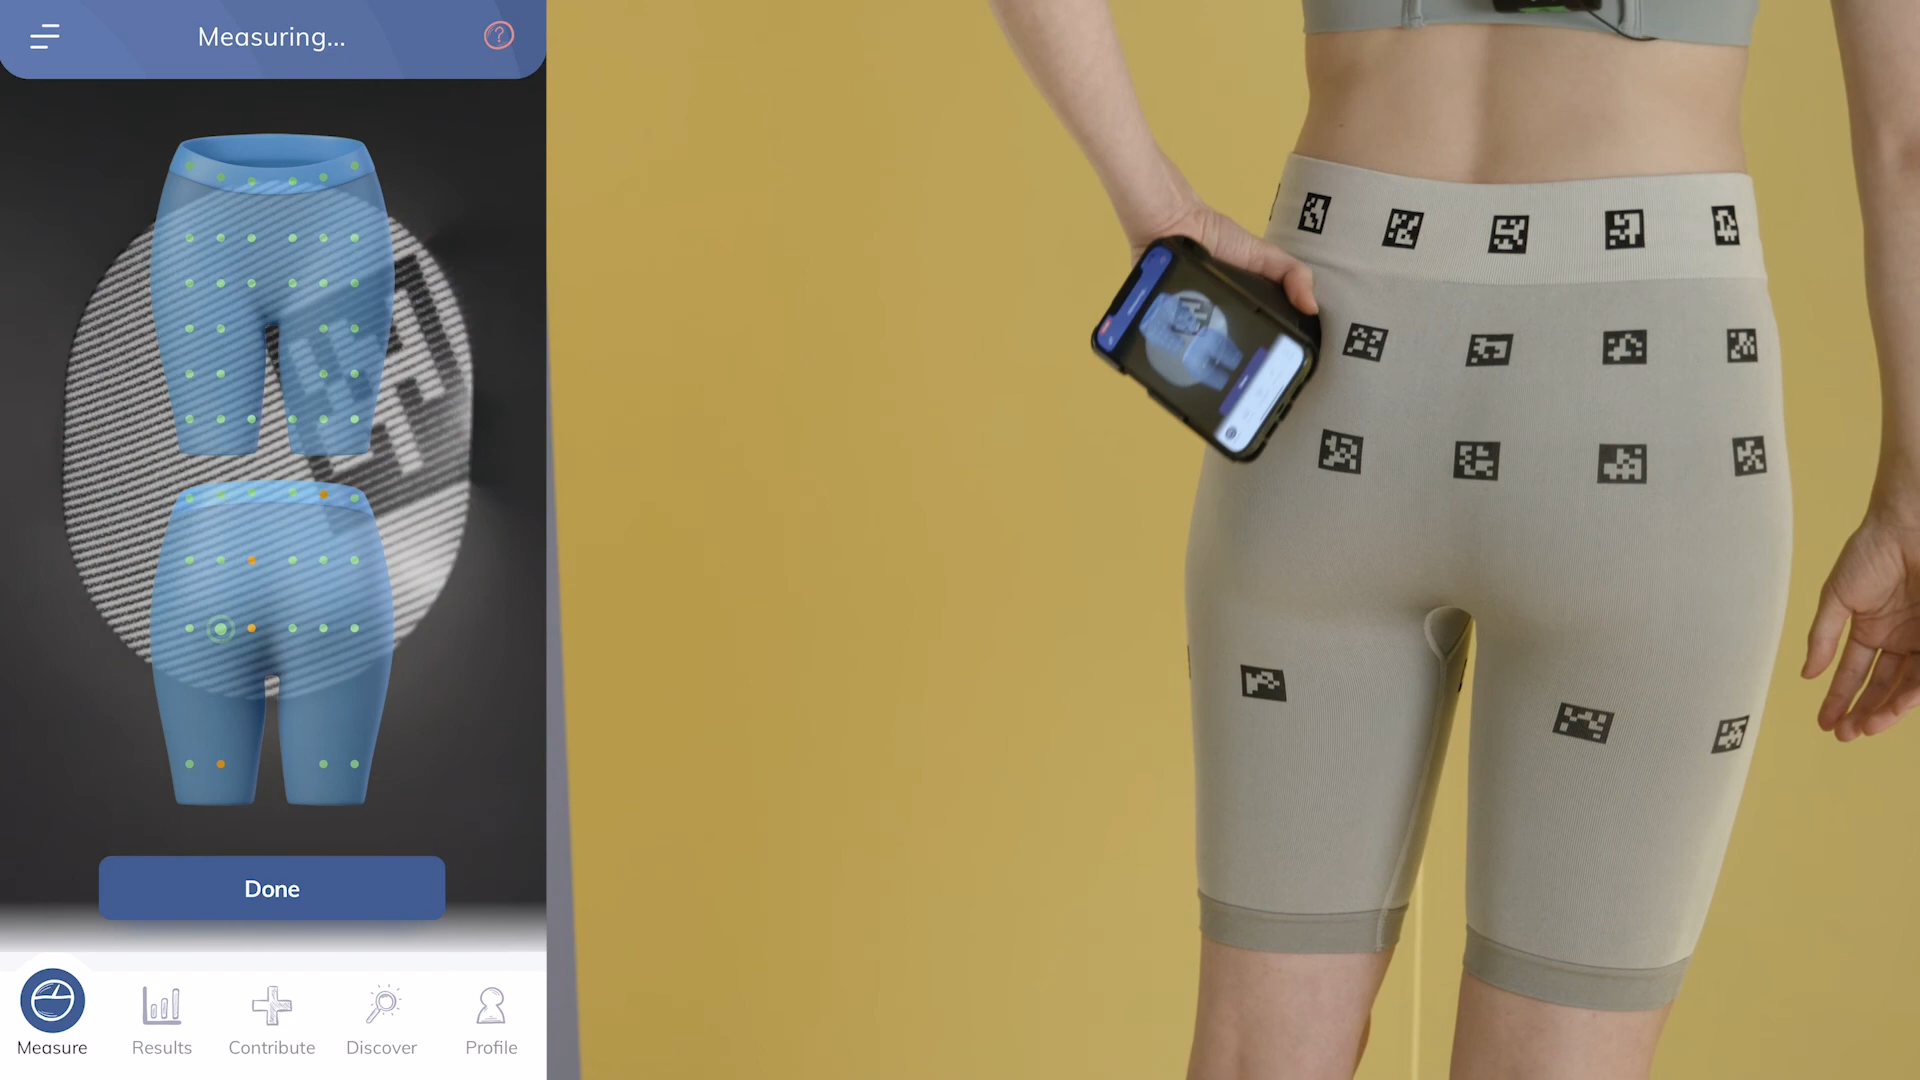 Measuring...
?
Done
Measure
Results
Contribute
Discover
Profile